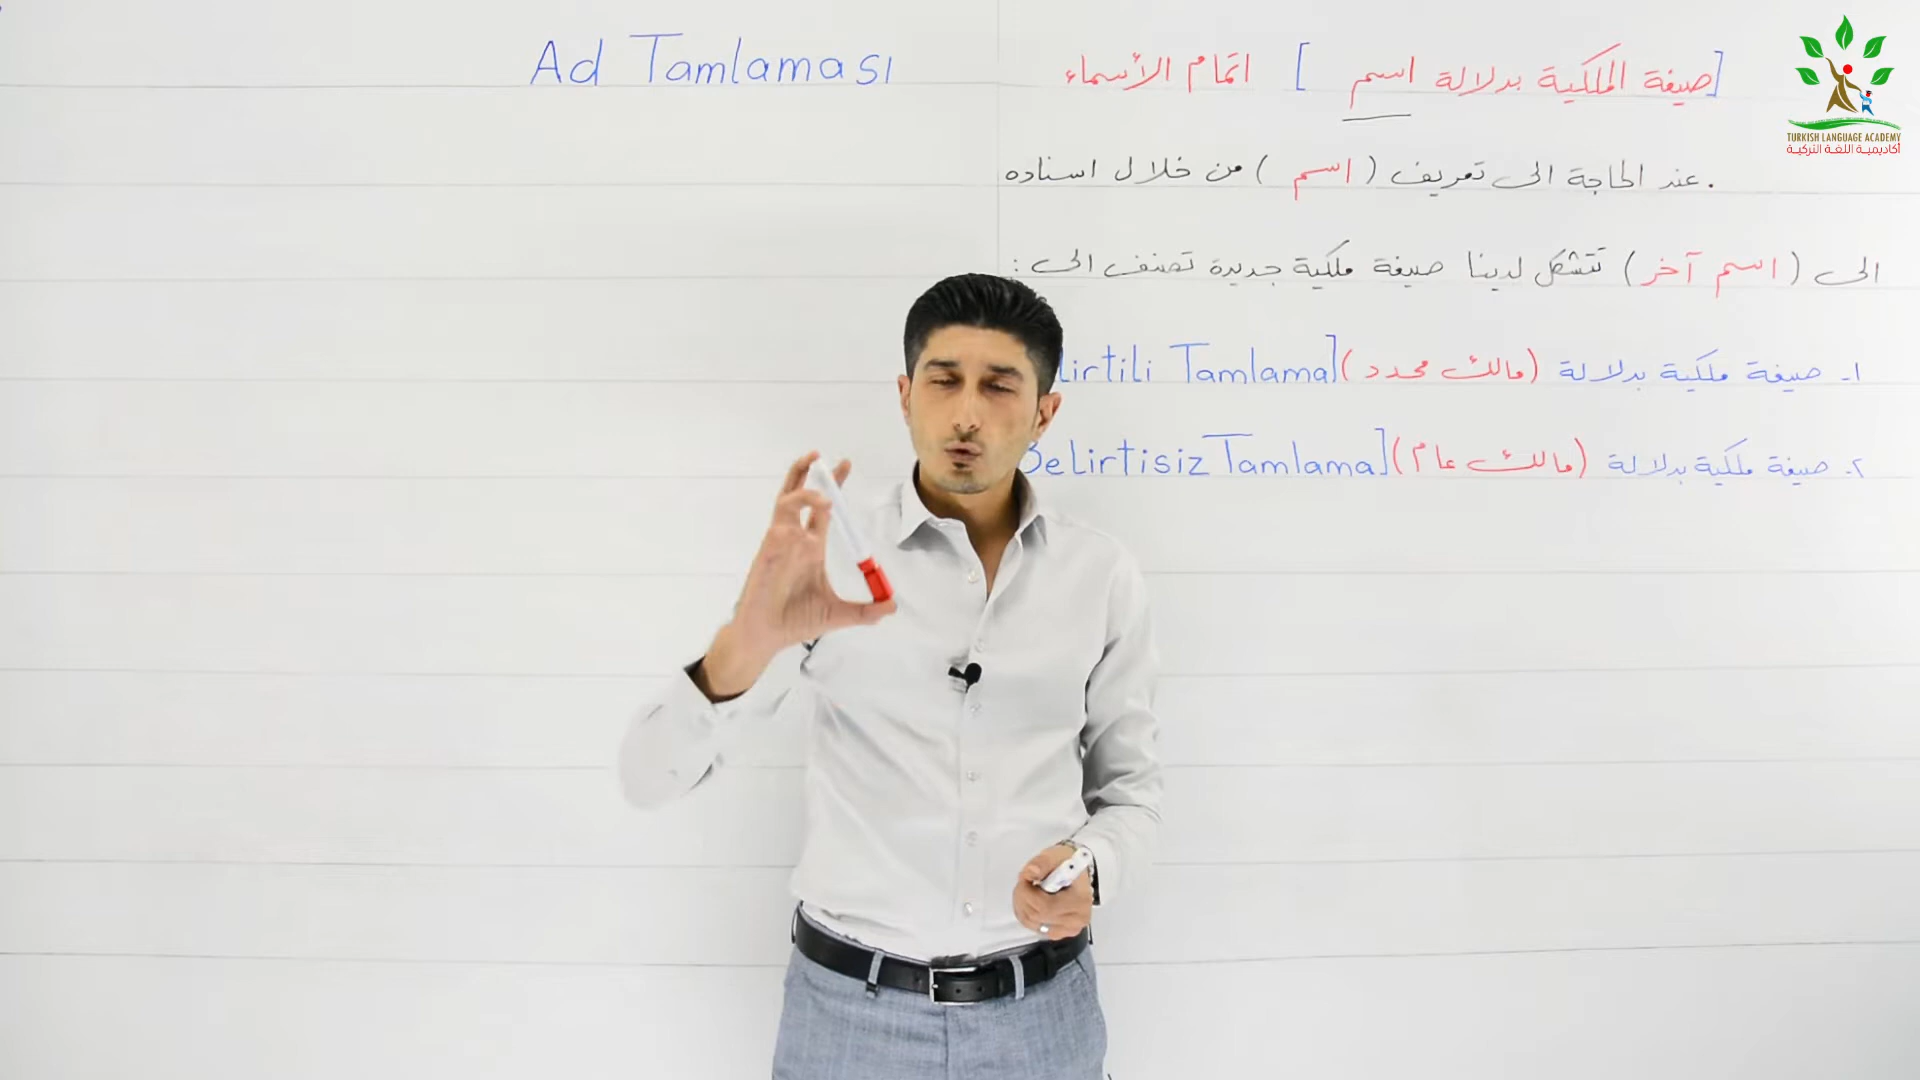 Ad Tamlaması
اتمام الأسماء [صيغة الملكية بدلالة اسم]
.عند الحاجة الى تعريف (اسم) من خلال اسناده
الى (اسم آخر) تتشكل لدينا صيغة ملكية جديدة تصنف الى:
١- صيغة ملكية بدلالة (مالك محدد) lirtili Tamlama]
٢- صيغة ملكية بدلالة (مالك عام) Belirtisiz Tamlama]
TURKISH LANGUAGE ACADEMY
أكاديمية اللغة التركية